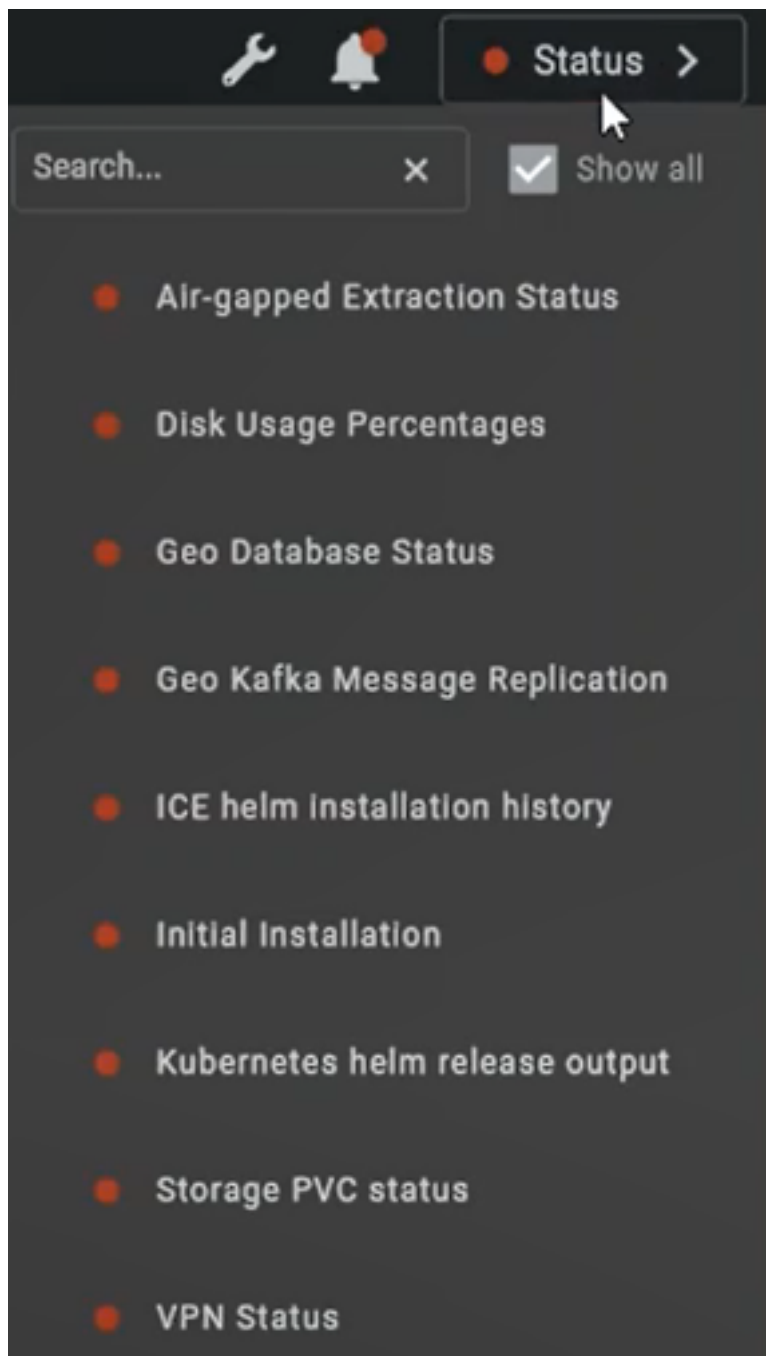 Status
Search...
Show all
Air-gapped Extraction Status
Disk Usage Percentages
Geo Database Status
Geo Kafka Message Replication
ICE helm installation history
Initial Installation
Kubernetes helm release output
Storage PVC status
VPN Status